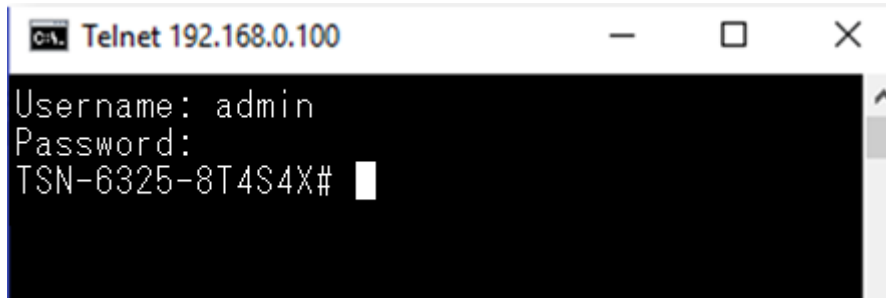 Telnet 192.168.0.100
Username: admin
Password:
TSN-6325-8T4S4X#